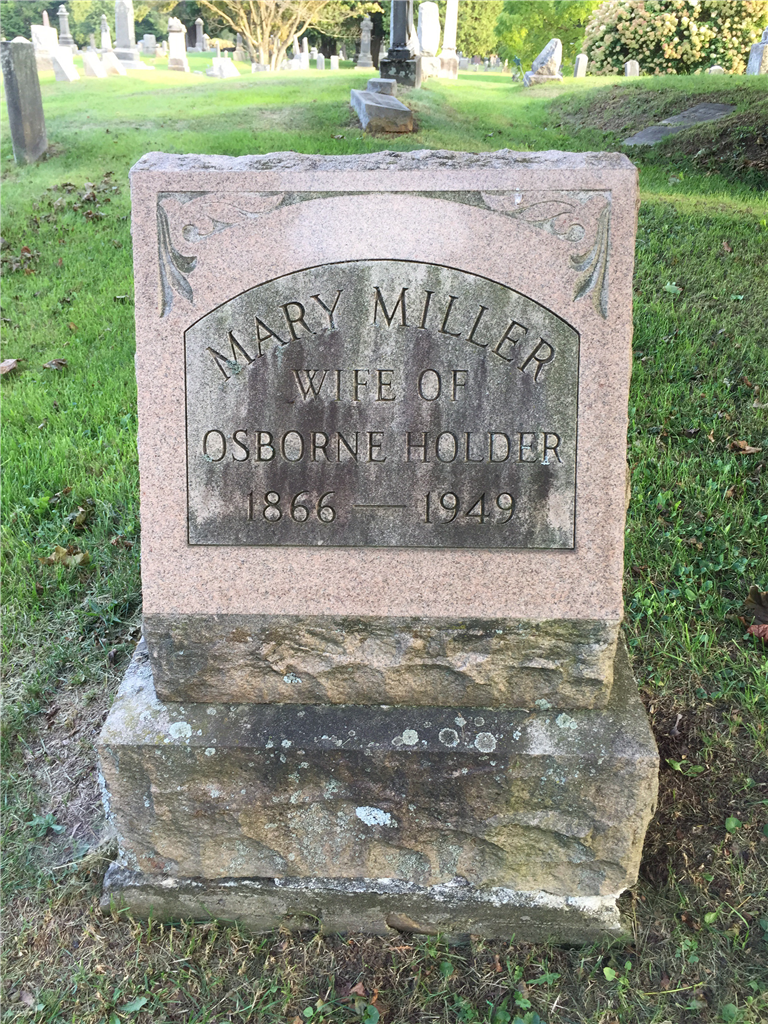 MARY MILLER
WIFE OF
OSBORNE HOLDER
1866 — 1949